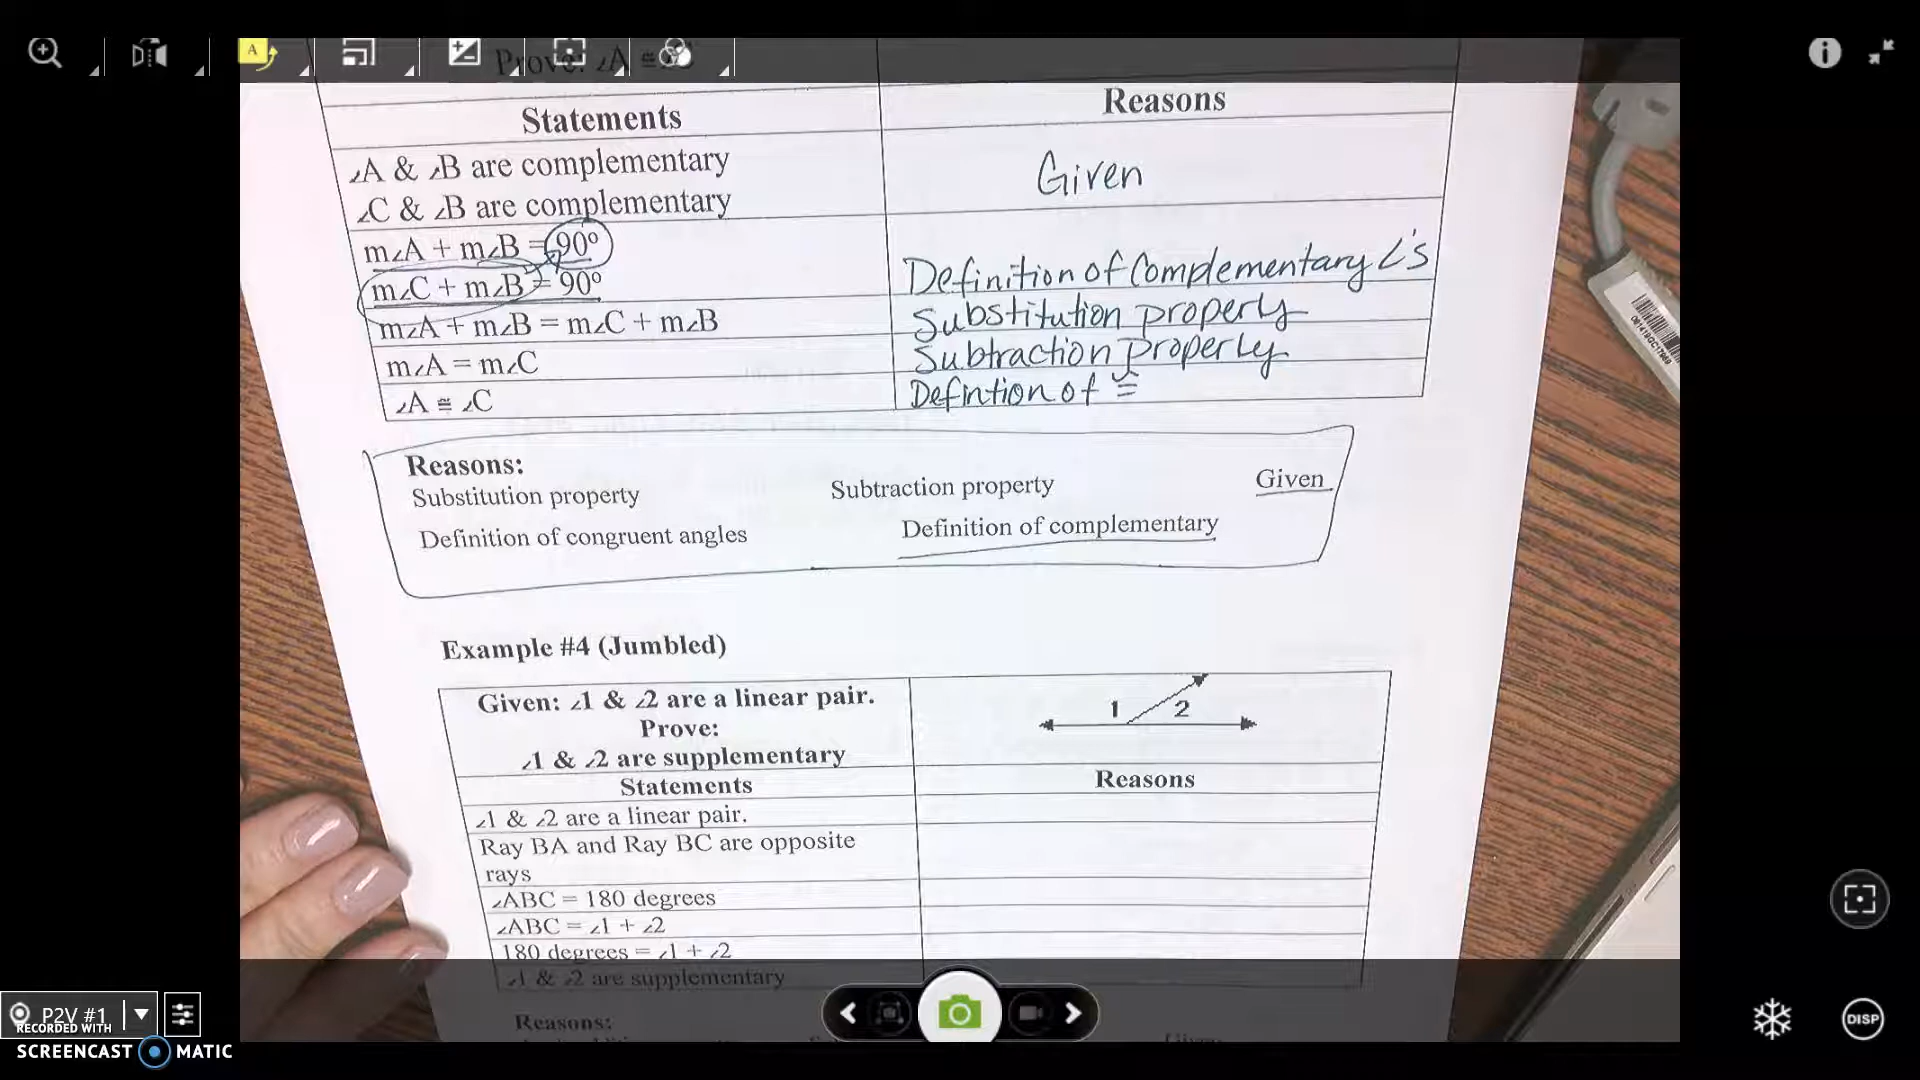 Prove: ∠A ≅ ∠C
Statements
Reasons
∠A & ∠B are complementary
∠C & ∠B are complementary
Given
m∠A + m∠B = 90º
m∠C + m∠B = 90º
Definition of Complementary ∠'s
m∠A + m∠B = m∠C + m∠B
Substitution property
m∠A = m∠C
Subtraction property
∠A ≅ ∠C
Defintion of ≅
Reasons:
Substitution property
Subtraction property
Given
Definition of congruent angles
Definition of complementary
Example #4 (Jumbled)
Given: ∠1 & ∠2 are a linear pair.
Prove:
∠1 & ∠2 are supplementary
1 2
Statements
Reasons
∠1 & ∠2 are a linear pair.
Ray BA and Ray BC are opposite
rays
∠ABC = 180 degrees
∠ABC = ∠1 + ∠2
180 degrees = ∠1 + ∠2
∠1 & ∠2 are supplementary
Reasons:
Given
A
P2V #1
DISP
RECORDED WITH
SCREENCAST MATIC